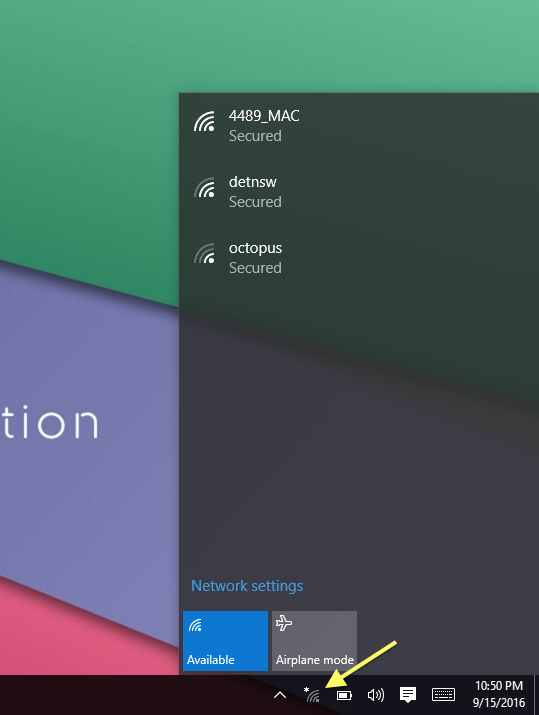 4489_MAC
Secured
detnsw
Secured
octopus
Secured
tion
Network settings
Available
Airplane mode
10:50 PM
9/15/2016